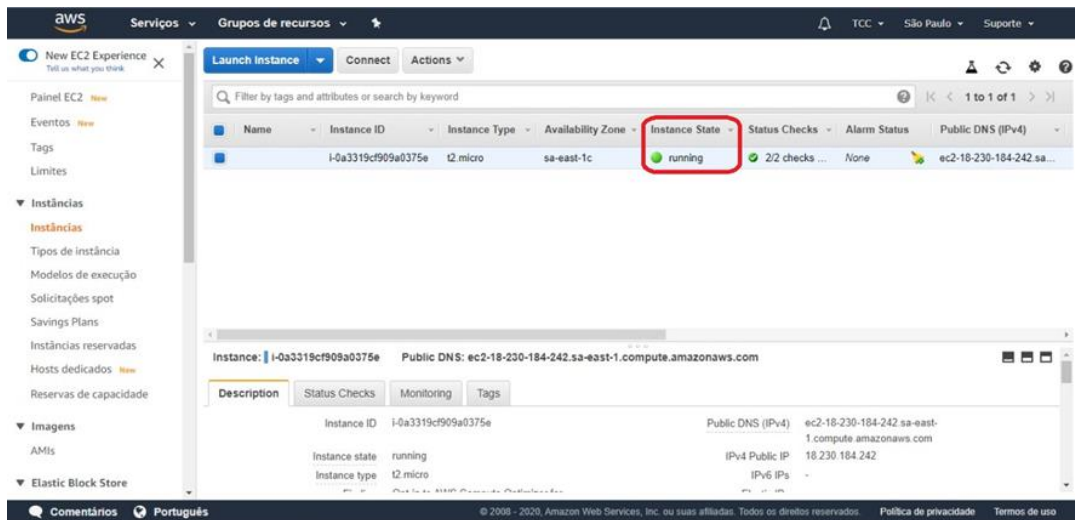 aws Serviços Grupos de recursos TCC São Paulo Suporte
New EC2 Experience
Tell us what you think
Launch Instance Connect Actions
Painel EC2 New
Filter by tags and attributes or search by keyword 1 to 1 of 1
Eventos New
Name Instance ID Instance Type Availability Zone Instance State Status Checks Alarm Status Public DNS (IPv4)
Tags
i-0a3319cf909a0375e t2.micro sa-east-1c running 2/2 checks ... None ec2-18-230-184-242.sa...
Limites
Instâncias
Instâncias
Tipos de instância
Modelos de execução
Solicitações spot
Savings Plans
Instâncias reservadas
Instance: i-0a3319cf909a0375e Public DNS: ec2-18-230-184-242.sa-east-1.compute.amazonaws.com
Hosts dedicados New
Reservas de capacidade
Description Status Checks Monitoring Tags
Imagens
Instance ID i-0a3319cf909a0375e Public DNS (IPv4) ec2-18-230-184-242.sa-east-
1.compute.amazonaws.com
AMIs
Instance state running IPv4 Public IP 18.230.184.242
Instance type t2.micro IPv6 IPs -
Elastic Block Store
Comentários Português © 2008 - 2020, Amazon Web Services, Inc. ou suas afiliadas. Todos os direitos reservados. Política de privacidade Termos de uso